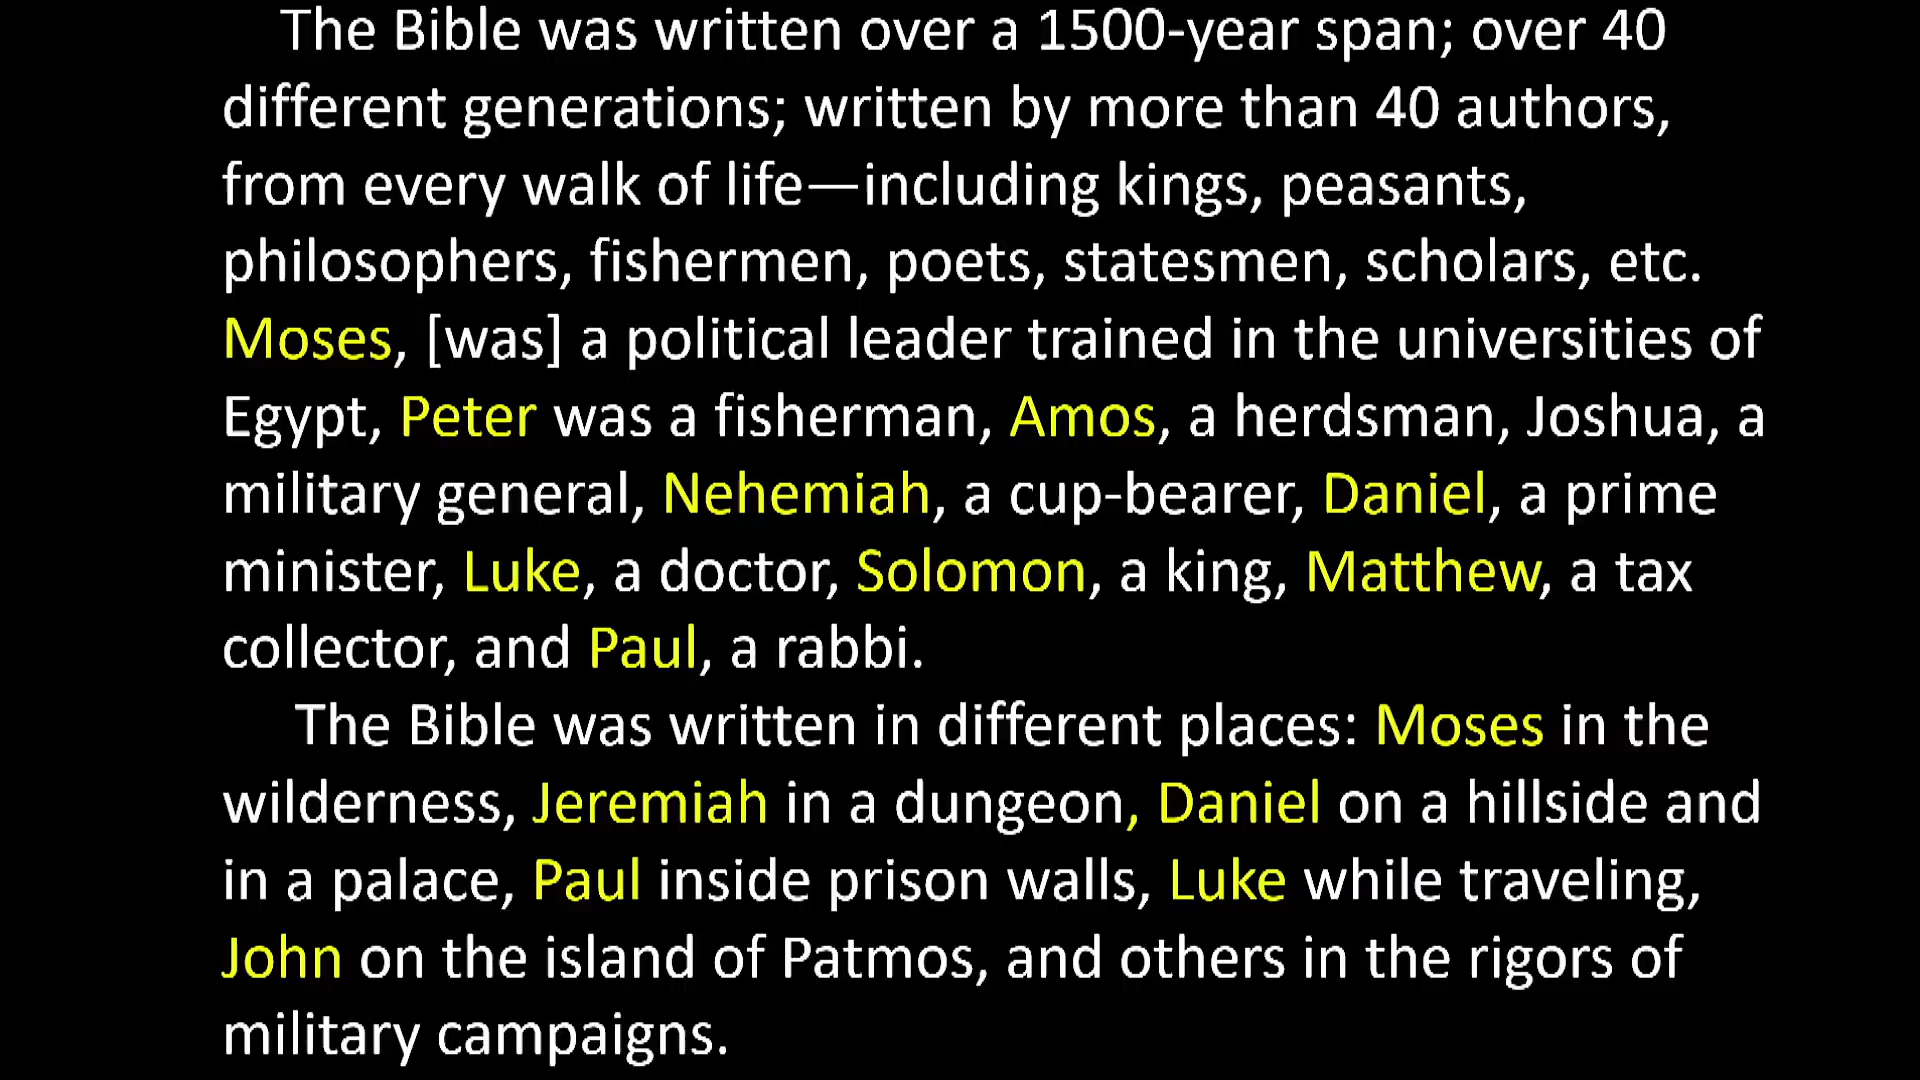 The Bible was written over a 1500-year span; over 40
different generations; written by more than 40 authors,
from every walk of life—including kings, peasants,
philosophers, fishermen, poets, statesmen, scholars, etc.
Moses, [was] a political leader trained in the universities of
Egypt, Peter was a fisherman, Amos, a herdsman, Joshua, a
military general, Nehemiah, a cup-bearer, Daniel, a prime
minister, Luke, a doctor, Solomon, a king, Matthew, a tax
collector, and Paul, a rabbi.
The Bible was written in different places: Moses in the
wilderness, Jeremiah in a dungeon, Daniel on a hillside and
in a palace, Paul inside prison walls, Luke while traveling,
John on the island of Patmos, and others in the rigors of
military campaigns.